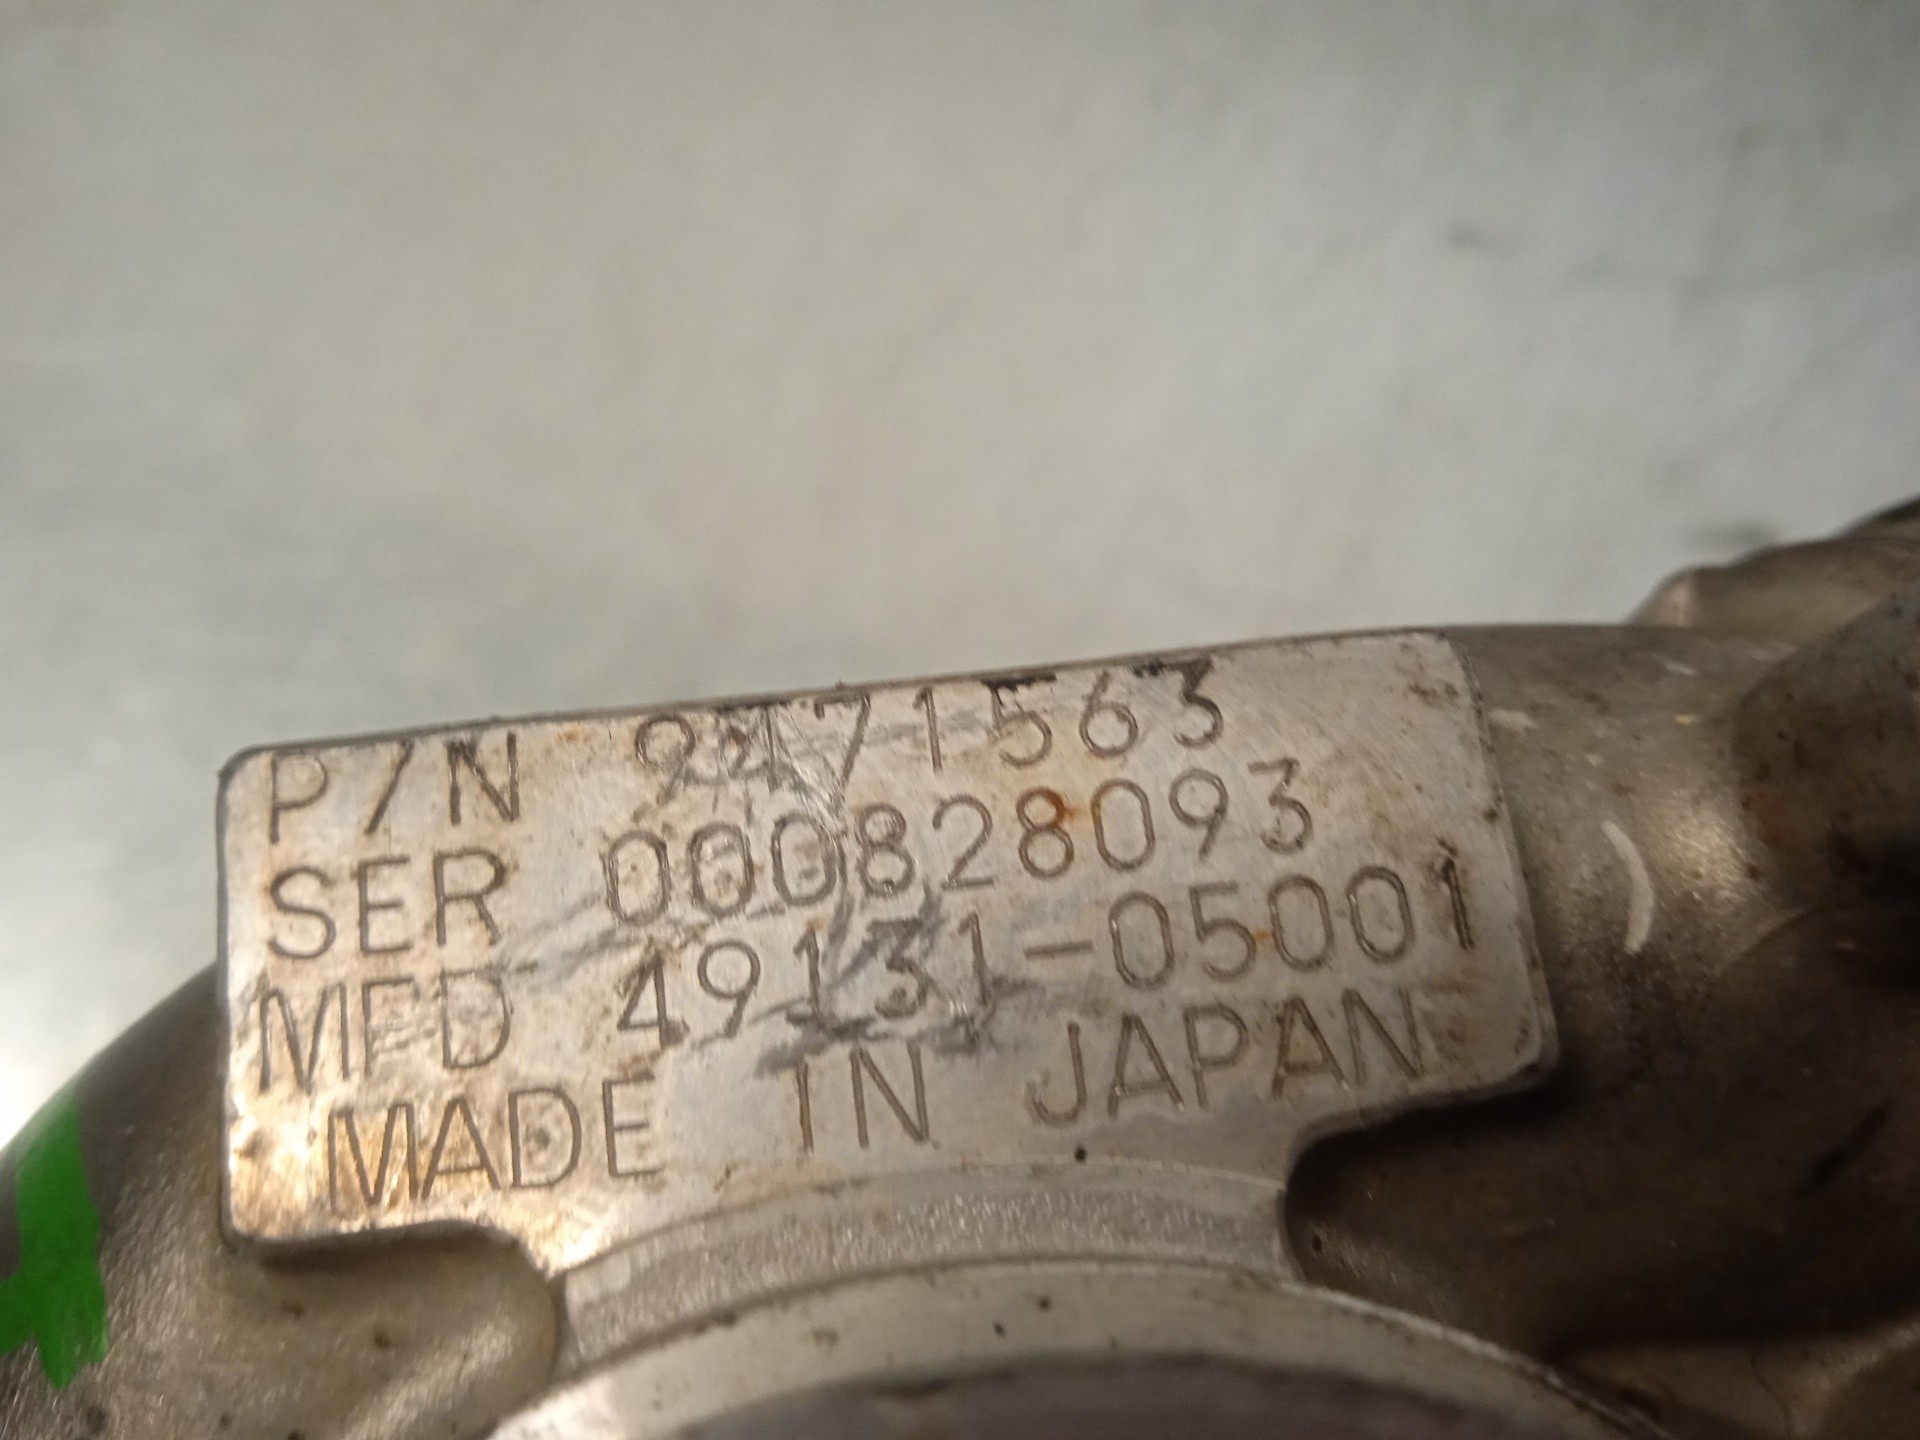 P/N 9471563
SER 000828093
MFD 49131-05001
MADE IN JAPAN